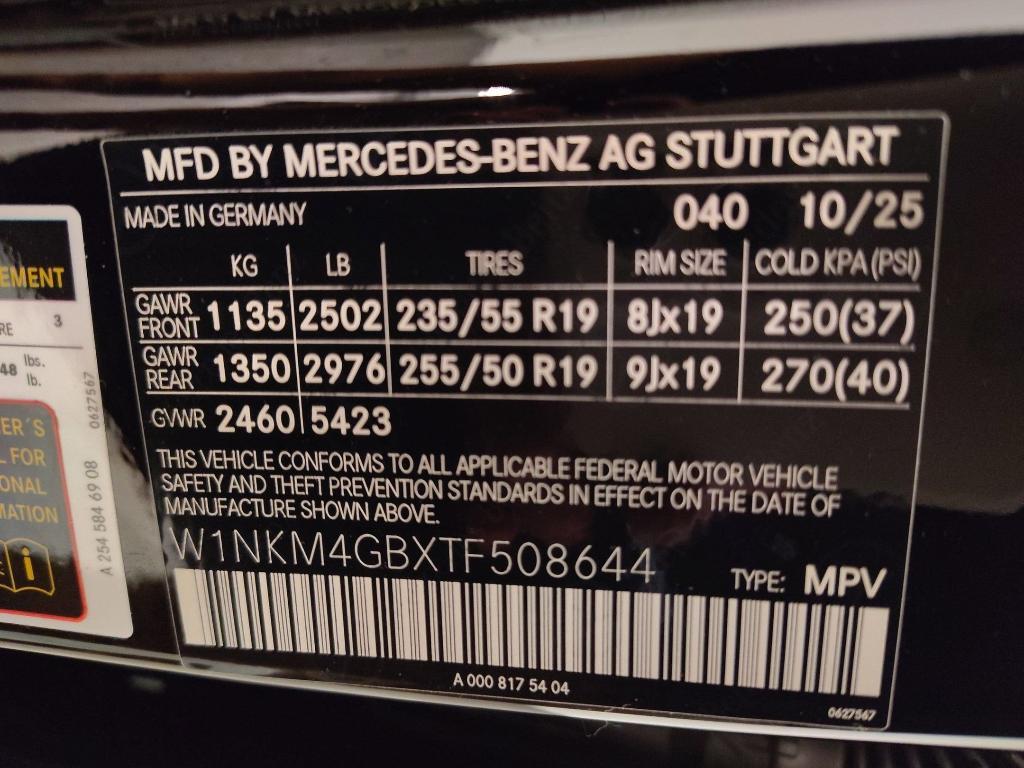 MFD BY MERCEDES-BENZ AG STUTTGART
MADE IN GERMANY 040 10/25
KG LB TIRES RIM SIZE COLD KPA (PSI)
GAWR FRONT 1135 2502 235/55 R19 8Jx19 250(37)
GAWR REAR 1350 2976 255/50 R19 9Jx19 270(40)
GVWR 2460 5423
THIS VEHICLE CONFORMS TO ALL APPLICABLE FEDERAL MOTOR VEHICLE
SAFETY AND THEFT PREVENTION STANDARDS IN EFFECT ON THE DATE OF
MANUFACTURE SHOWN ABOVE.
W1NKM4GBXTF508644
TYPE: MPV
A 000 817 54 04
0627567
EMENT
RE 3
48 lbs.
lb.
ER´S
L FOR
ONAL
MATION
i
A 254 584 69 08 0627567